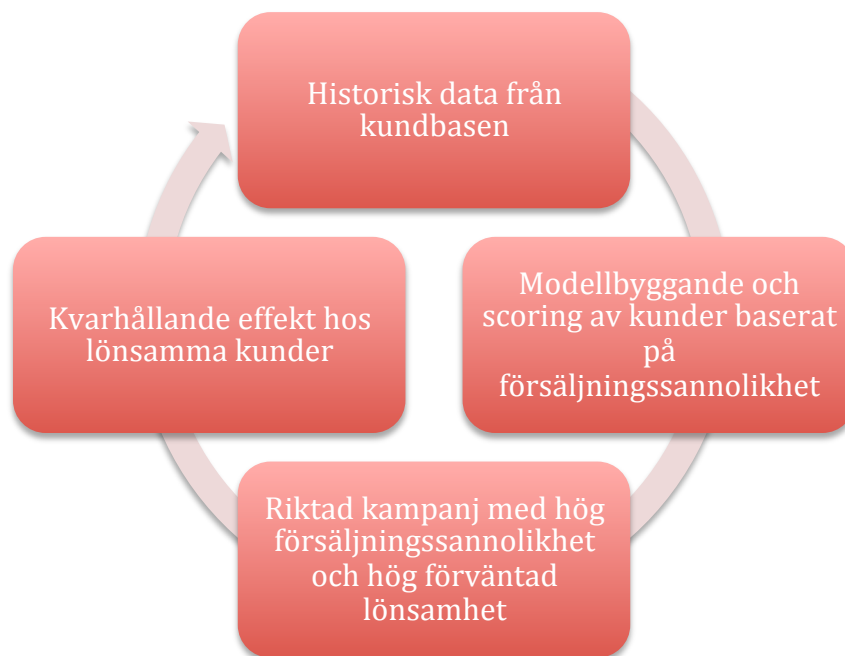 Historisk data från
kundbasen
Modellbyggande och
scoring av kunder baserat
på
försäljningssannolikhet
Riktad kampanj med hög
försäljningssannolikhet
och hög förväntad
lönsamhet
Kvarhållande effekt hos
lönsamma kunder